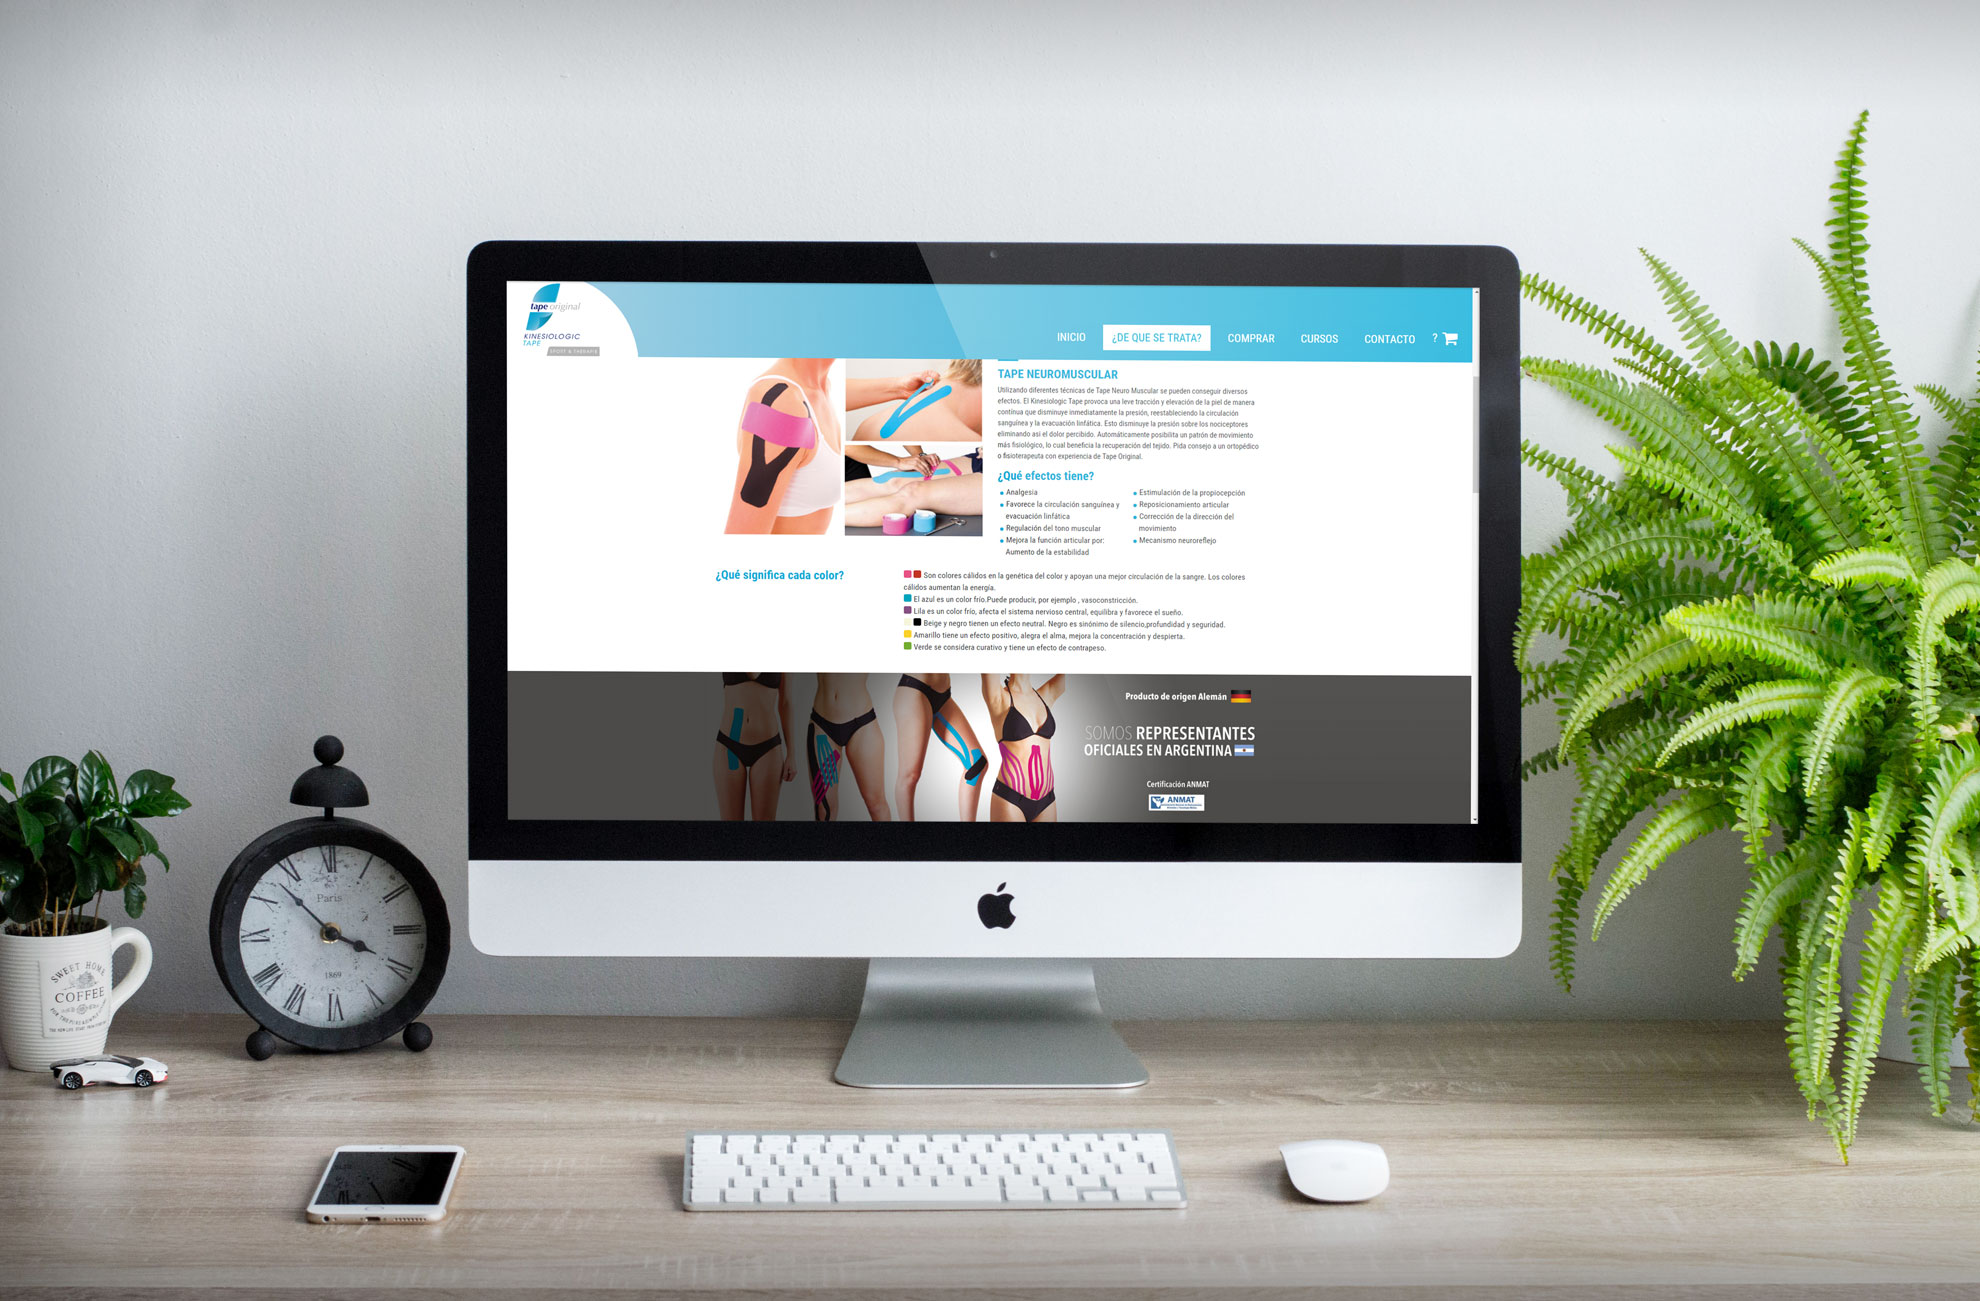 tape original
KINESIOLOGIC
TAPE
SPORT & THERAPIE
INICIO
¿DE QUE SE TRATA?
COMPRAR
CURSOS
CONTACTO
?
TAPE NEUROMUSCULAR
Utilizando diferentes técnicas de Tape Neuro Muscular se pueden conseguir diversos
efectos. El Kinesiologic Tape provoca una leve tracción y elevación de la piel de manera
contínua que disminuye inmediatamente la presión, reestableciendo la circulación
sanguínea y la evacuación linfática. Esto disminuye la presión sobre los nociceptores
eliminando asi el dolor percibido. Automáticamente posibilita un patrón de movimiento
más fisiológico, lo cual beneficia la recuperación del tejido. Pida consejo a un ortopédico
o fisioterapeuta con experiencia de Tape Original.
¿Qué efectos tiene?
Analgesia
Favorece la circulación sanguínea y
evacuación linfática
Regulación del tono muscular
Mejora la función articular por:
Aumento de la estabilidad
Estimulación de la propiocepción
Reposicionamiento articular
Corrección de la dirección del
movimiento
Mecanismo neuroreflejo
¿Qué significa cada color?
Son colores cálidos en la genética del color y apoyan una mejor circulación de la sangre. Los colores
cálidos aumentan la energía.
El azul es un color frío.Puede producir, por ejemplo , vasoconstricción.
Lila es un color frío, afecta el sistema nervioso central, equilibra y favorece el sueño.
Beige y negro tienen un efecto neutral. Negro es sinónimo de silencio,profundidad y seguridad.
Amarillo tiene un efecto positivo, alegra el alma, mejora la concentración y despierta.
Verde se considera curativo y tiene un efecto de contrapeso.
Producto de origen Alemán
SOMOS REPRESENTANTES
OFICIALES EN ARGENTINA
Certificación ANMAT
ANMAT
Paris
1869
SWEET HOME
COFFEE